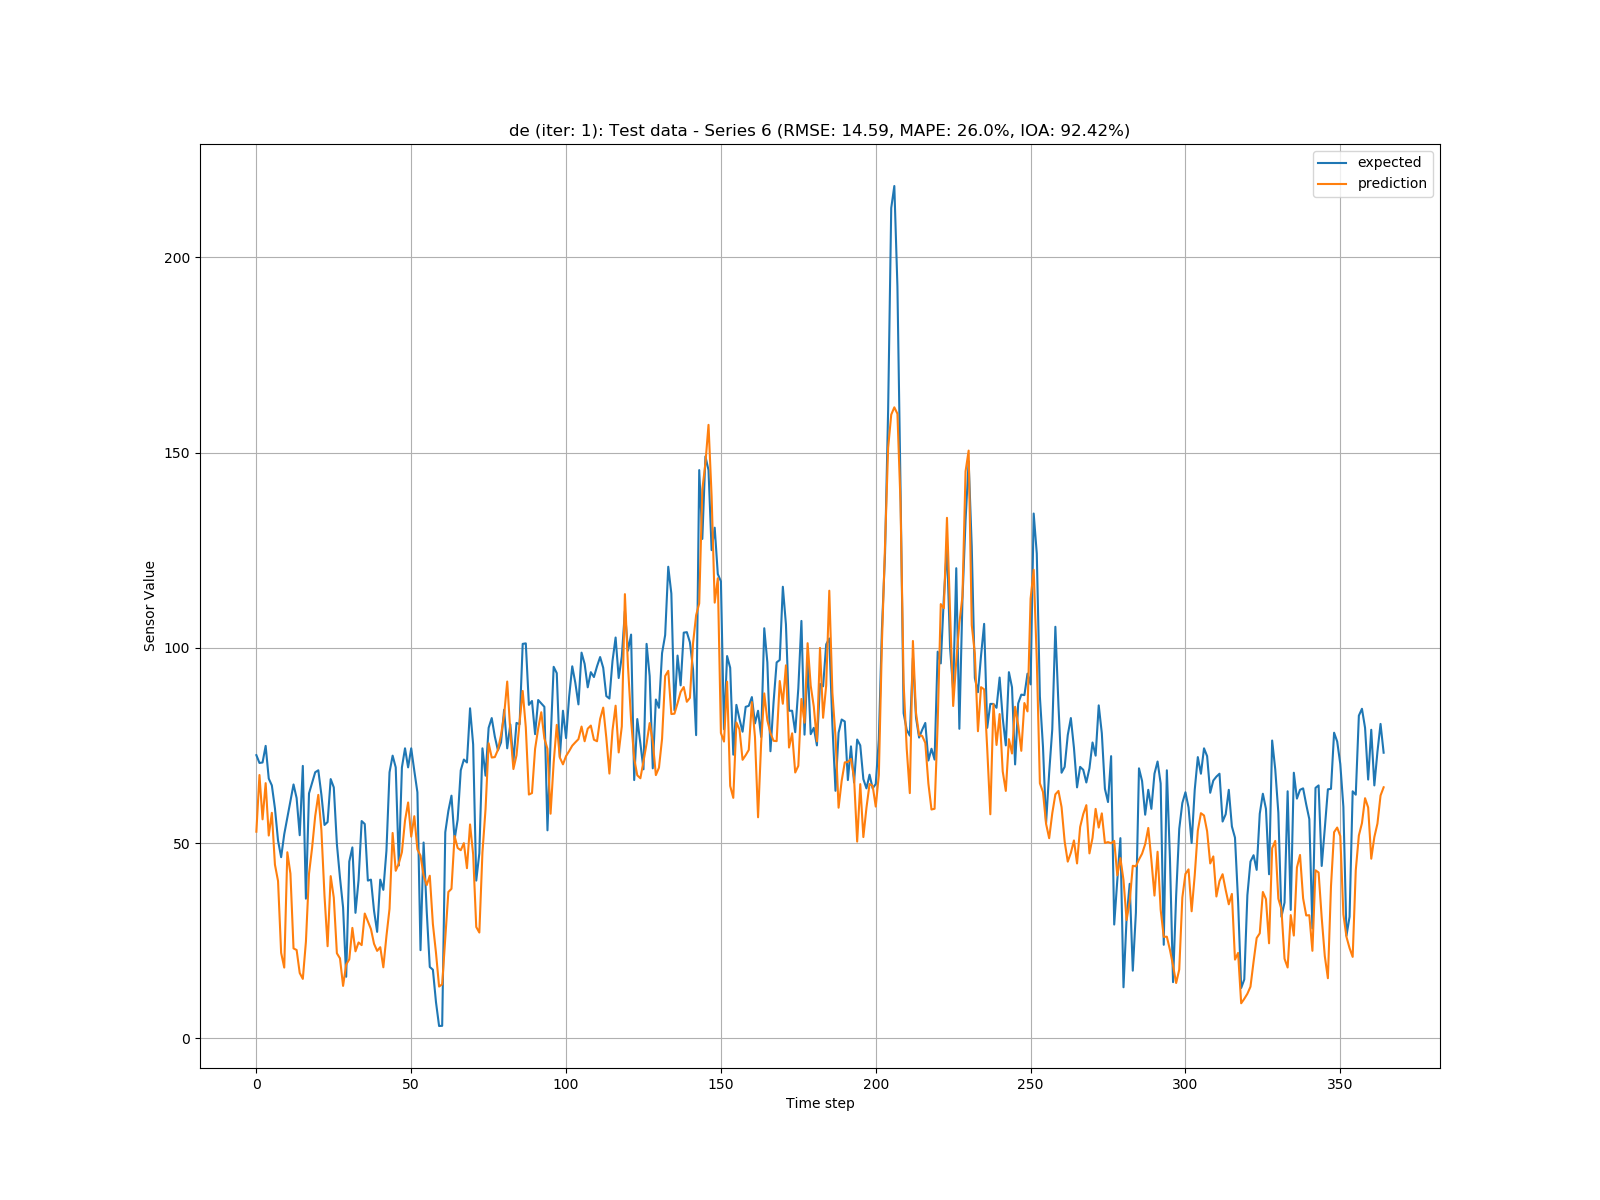 de (iter: 1): Test data - Series 6 (RMSE: 14.59, MAPE: 26.0%, IOA: 92.42%)
expected
prediction
200
150
100
50
0
Sensor Value
0 50 100 150 200 250 300 350
Time step